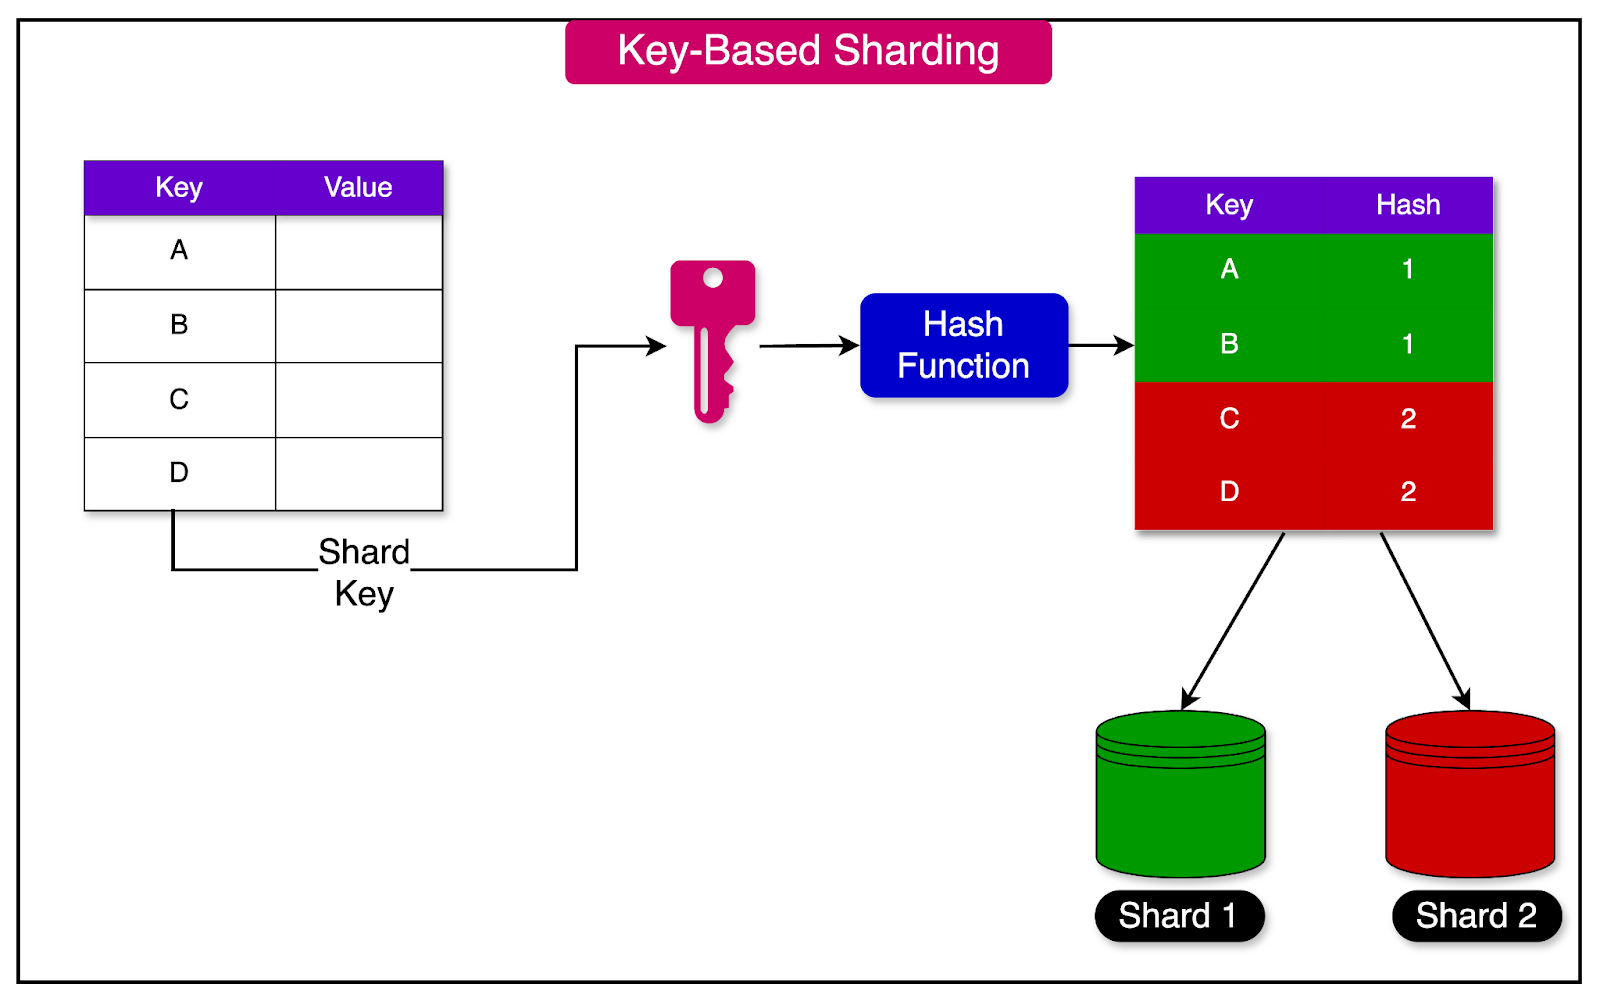 Key-Based Sharding
Key Value
A
B
C
D
Shard
Key
Hash
Function
Key Hash
A 1
B 1
C 2
D 2
Shard 1
Shard 2